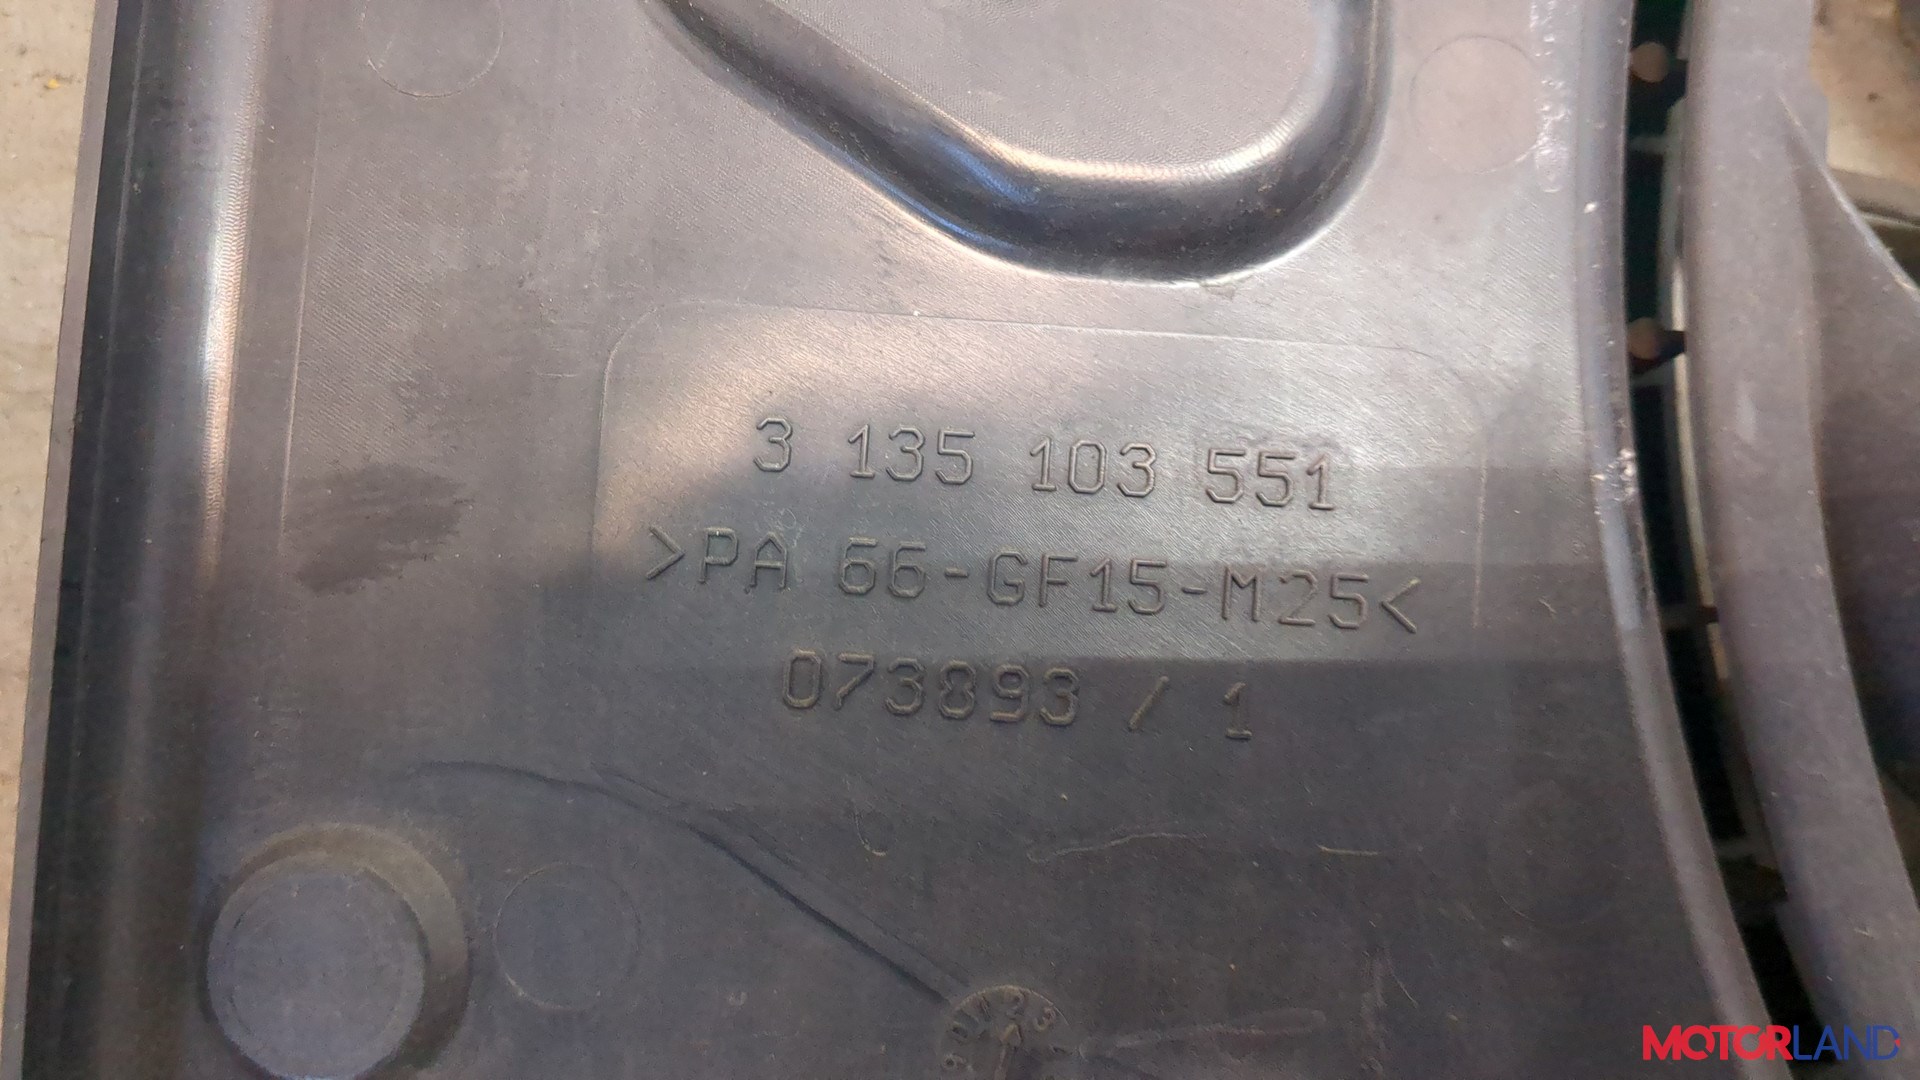 3 135 103 551
>PA 66-GF15-M25<
073893 / 1
MOTORLAND